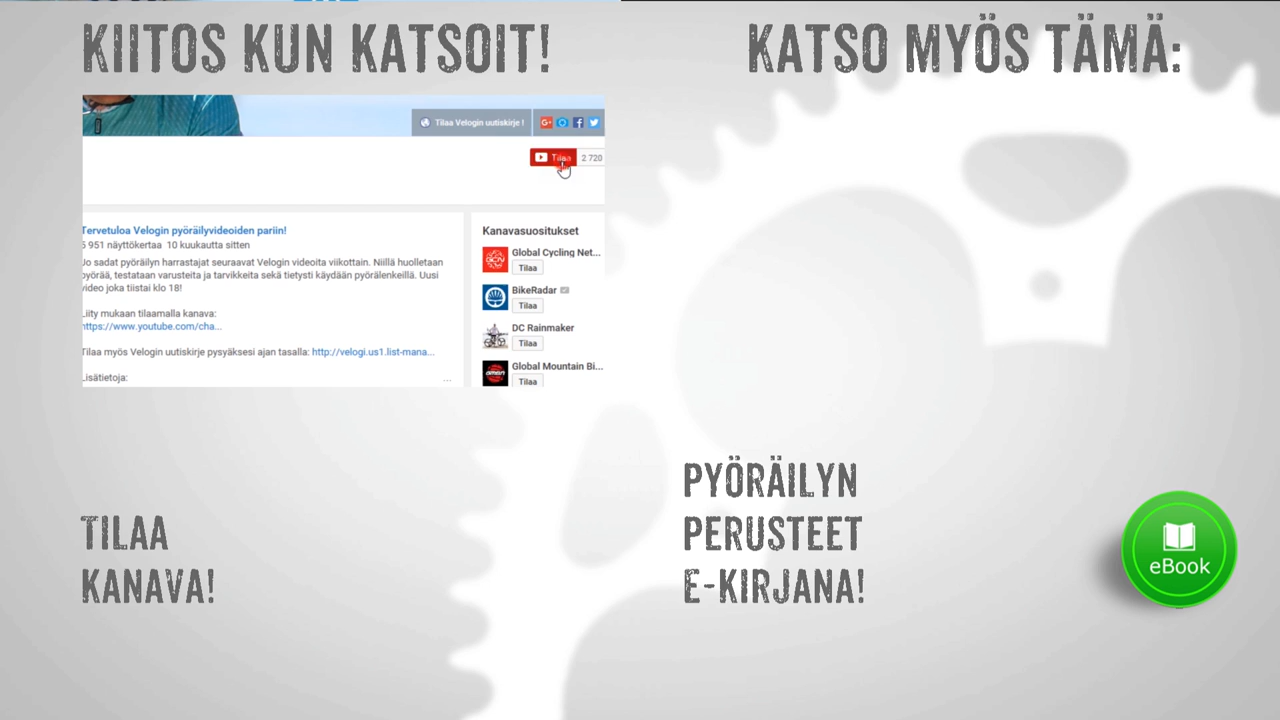 KIITOS KUN KATSOIT!
KATSO MYÖS TÄMÄ:
Tilaa Velogin uutiskirje !
Tilaa 2 720
Tervetuloa Velogin pyöräilyvideoiden pariin!
5 951 näyttökertaa 10 kuukautta sitten
Jo sadat pyöräilyn harrastajat seuraavat Velogin videoita viikottain. Niillä huolletaan
pyörää, testataan varusteita ja tarvikkeita sekä tietysti käydään pyörälenkeillä. Uusi
video joka tiistai klo 18!
Liity mukaan tilaamalla kanava:
https://www.youtube.com/cha...
Tilaa myös Velogin uutiskirje pysyäksesi ajan tasalla: http://velogi.us1.list-mana...
Lisätietoja:
...
Kanavasuositukset
Global Cycling Net...
Tilaa
BikeRadar
Tilaa
DC Rainmaker
Tilaa
Global Mountain Bi...
Tilaa
TILAA
KANAVA!
PYÖRÄILYN
PERUSTEET
E-KIRJANA!
eBook